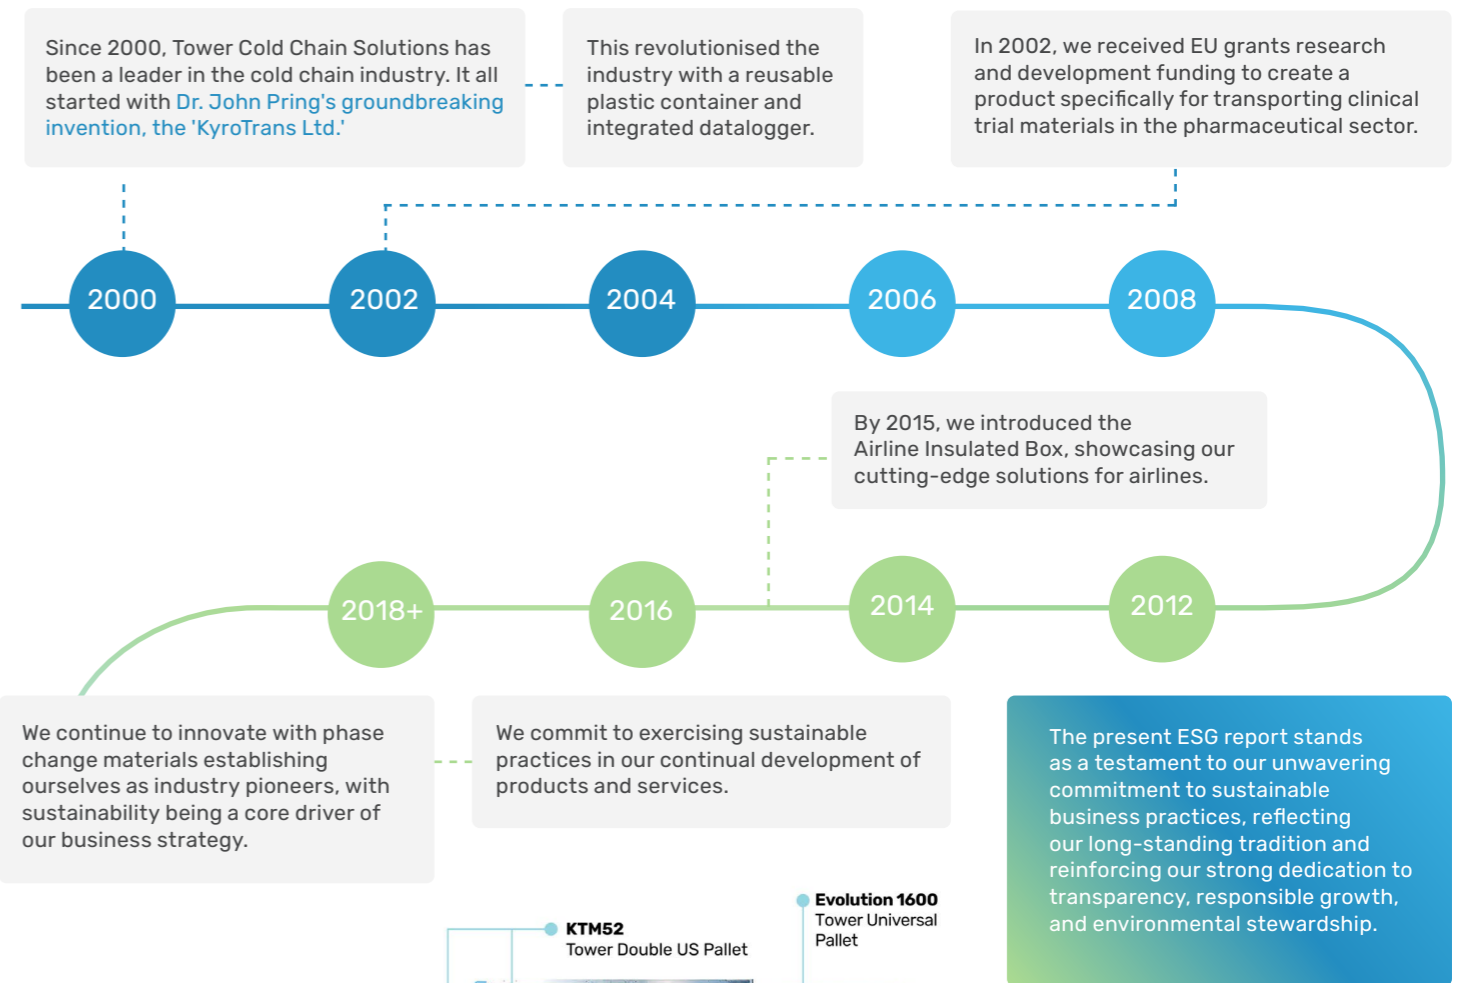 Since 2000, Tower Cold Chain Solutions has
been a leader in the cold chain industry. It all
started with Dr. John Pring's groundbreaking
invention, the 'KyroTrans Ltd.'
This revolutionised the
industry with a reusable
plastic container and
integrated datalogger.
In 2002, we received EU grants research
and development funding to create a
product specifically for transporting clinical
trial materials in the pharmaceutical sector.
2000
2002
2004
2006
2008
By 2015, we introduced the
Airline Insulated Box, showcasing our
cutting-edge solutions for airlines.
2018+
2016
2014
2012
We continue to innovate with phase
change materials establishing
ourselves as industry pioneers, with
sustainability being a core driver of
our business strategy.
We commit to exercising sustainable
practices in our continual development of
products and services.
The present ESG report stands
as a testament to our unwavering
commitment to sustainable
business practices, reflecting
our long-standing tradition and
reinforcing our strong dedication to
transparency, responsible growth,
and environmental stewardship.
KTM52
Tower Double US Pallet
Evolution 1600
Tower Universal
Pallet